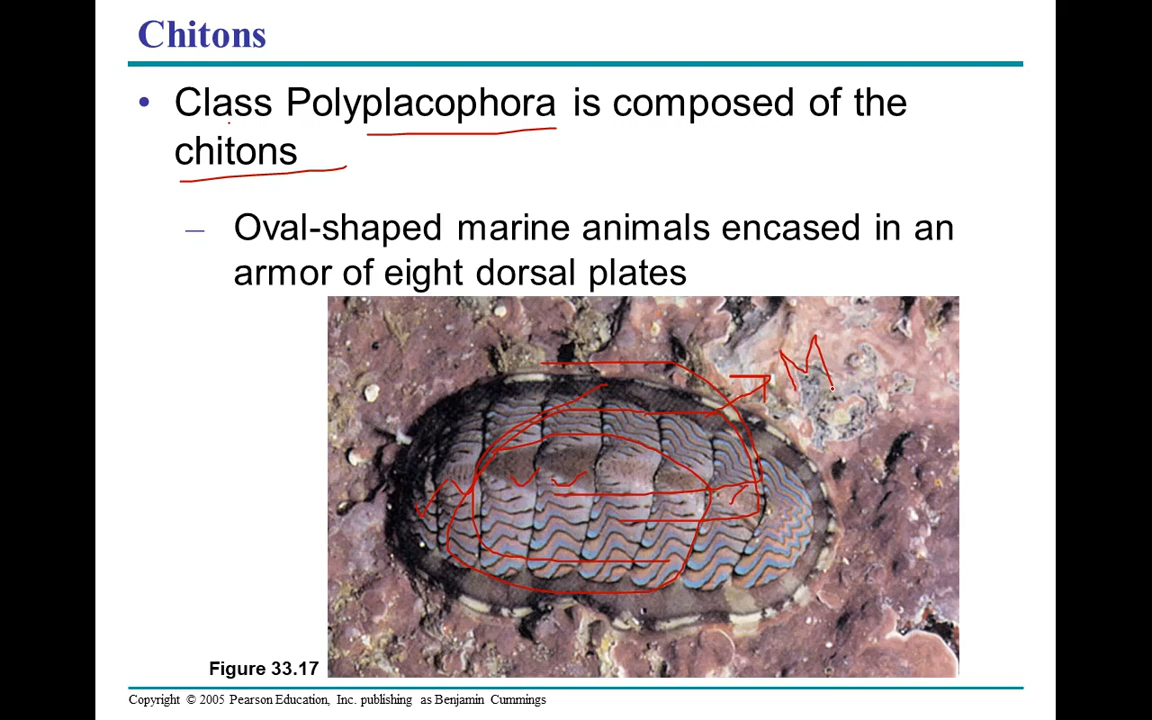 Chitons
• Class Polyplacophora is composed of the
chitons
– Oval-shaped marine animals encased in an
armor of eight dorsal plates
M
Figure 33.17
Copyright © 2005 Pearson Education, Inc. publishing as Benjamin Cummings